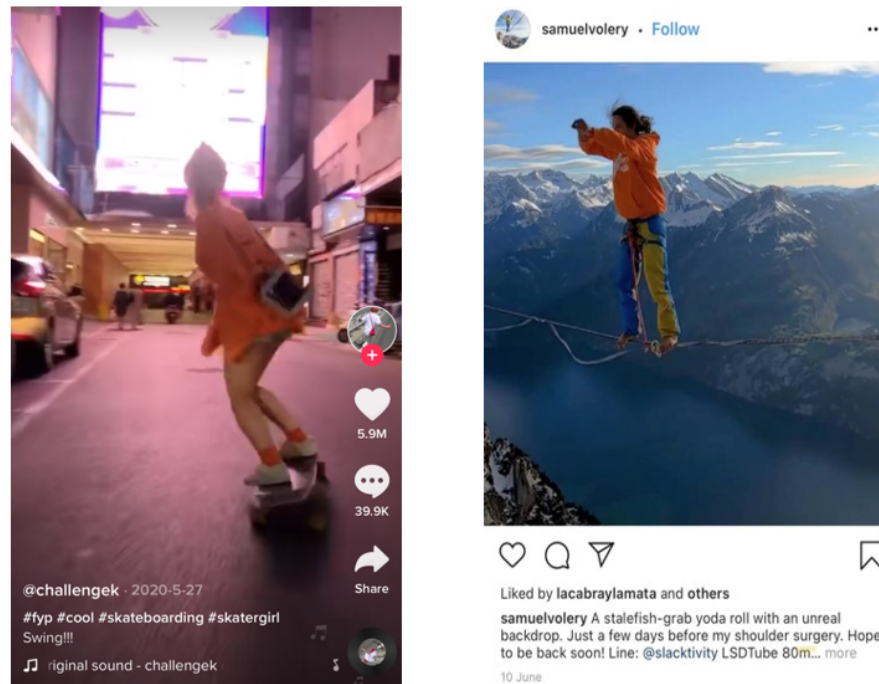 5.9M
39.9K
Share
@challengek · 2020-5-27
#fyp #cool #skateboarding #skatergirl
Swing!!!
riginal sound - challengek
samuelvolery · Follow
Liked by lacabraylamata and others
samuelvolery A stalefish-grab yoda roll with an unreal
backdrop. Just a few days before my shoulder surgery. Hope
to be back soon! Line: @slacktivity LSDTube 80m... more
10 June